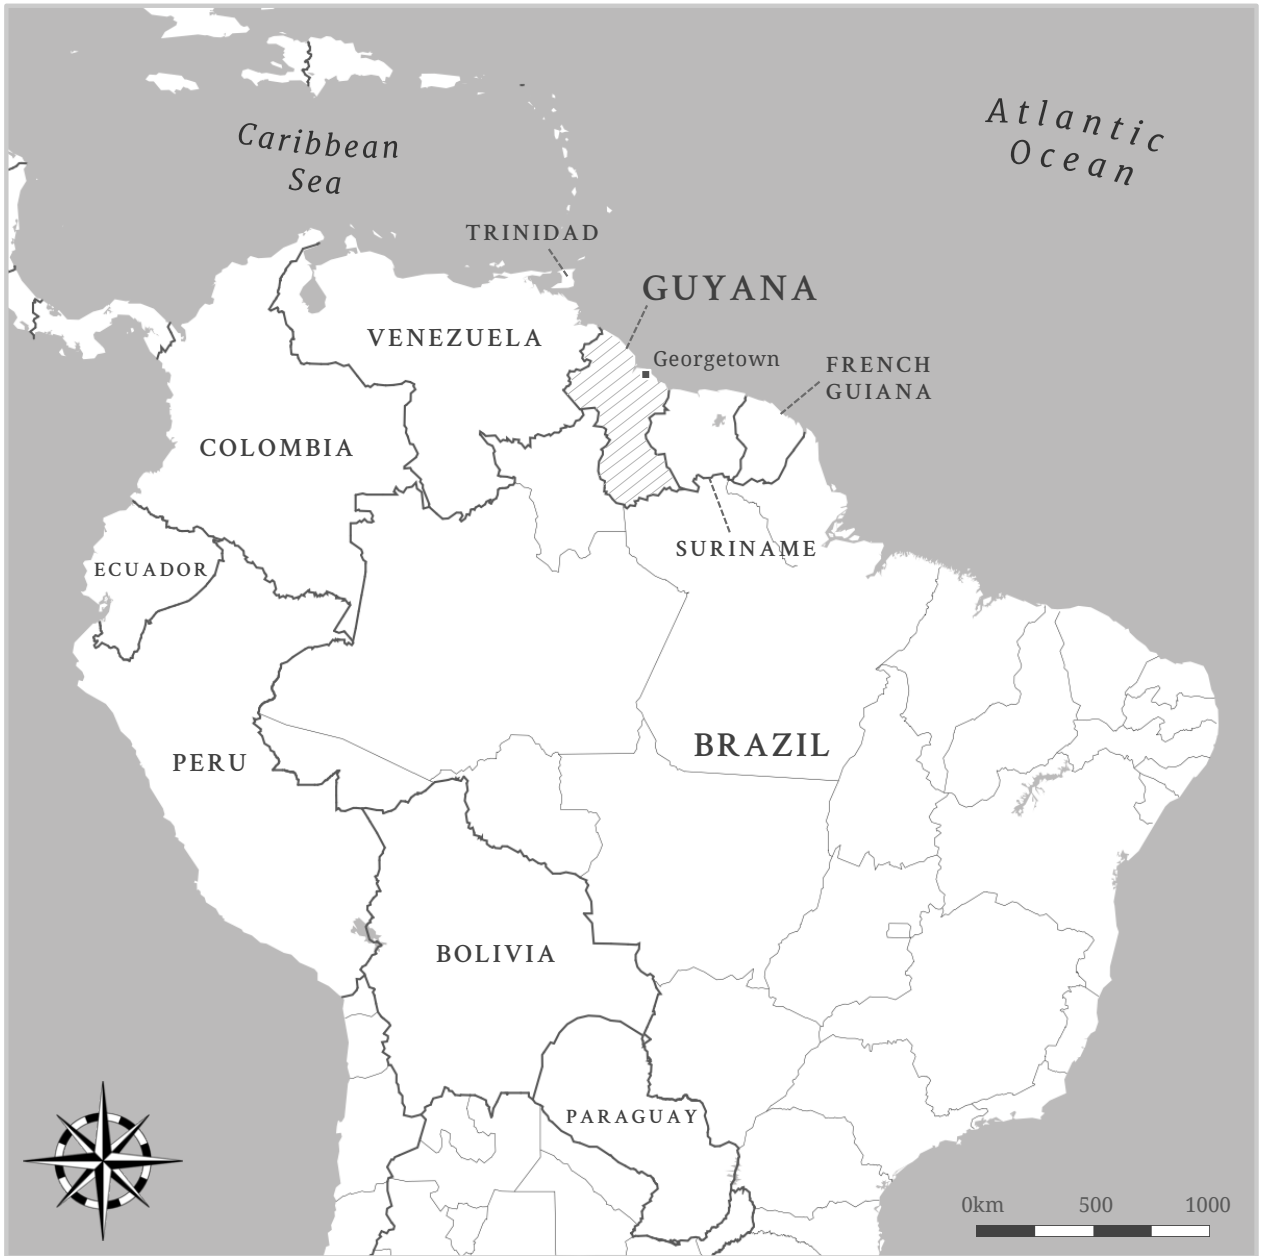 Atlantic
Ocean
Caribbean
Sea
TRINIDAD
GUYANA
VENEZUELA
Georgetown
FRENCH
GUIANA
COLOMBIA
SURINAME
ECUADOR
BRAZIL
PERU
BOLIVIA
PARAGUAY
0km 500 1000